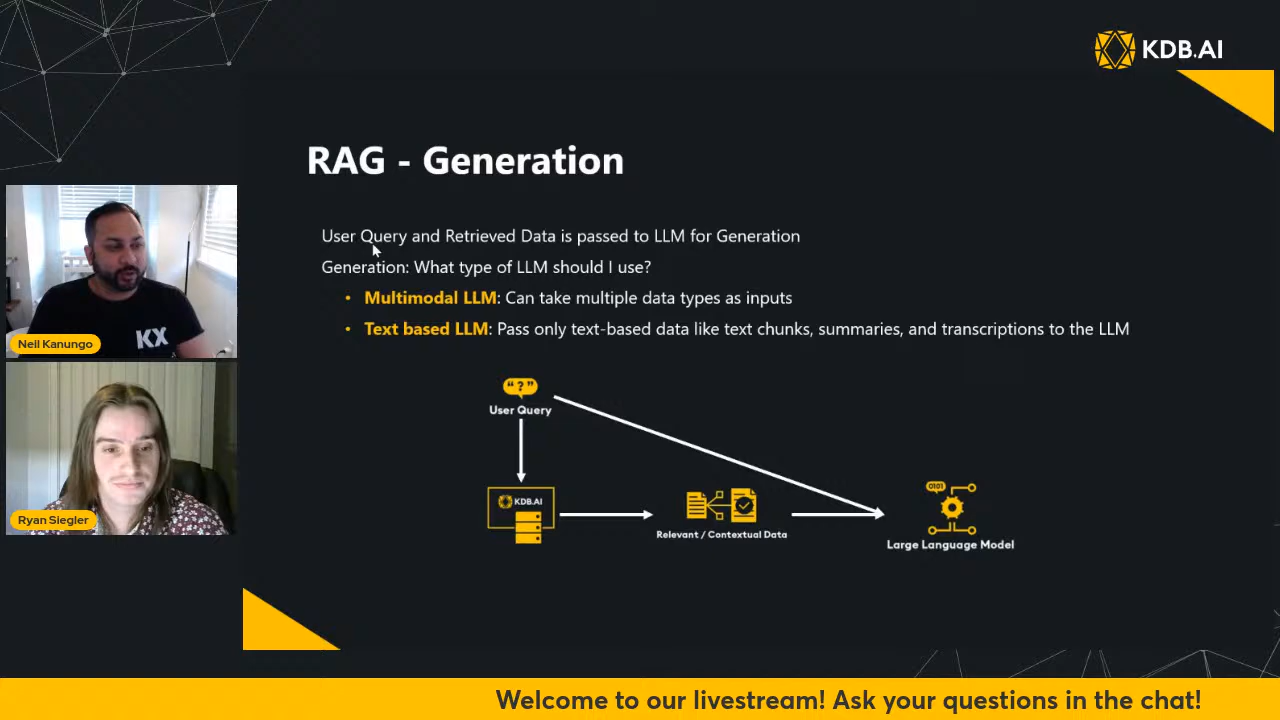 KDB.AI
RAG - Generation
User Query and Retrieved Data is passed to LLM for Generation
Generation: What type of LLM should I use?
• Multimodal LLM: Can take multiple data types as inputs
• Text based LLM: Pass only text-based data like text chunks, summaries, and transcriptions to the LLM
KX
Neil Kanungo
Ryan Siegler
“?”
User Query
KDB.AI
Relevant / Contextual Data
0101
Large Language Model
Welcome to our livestream! Ask your questions in the chat!